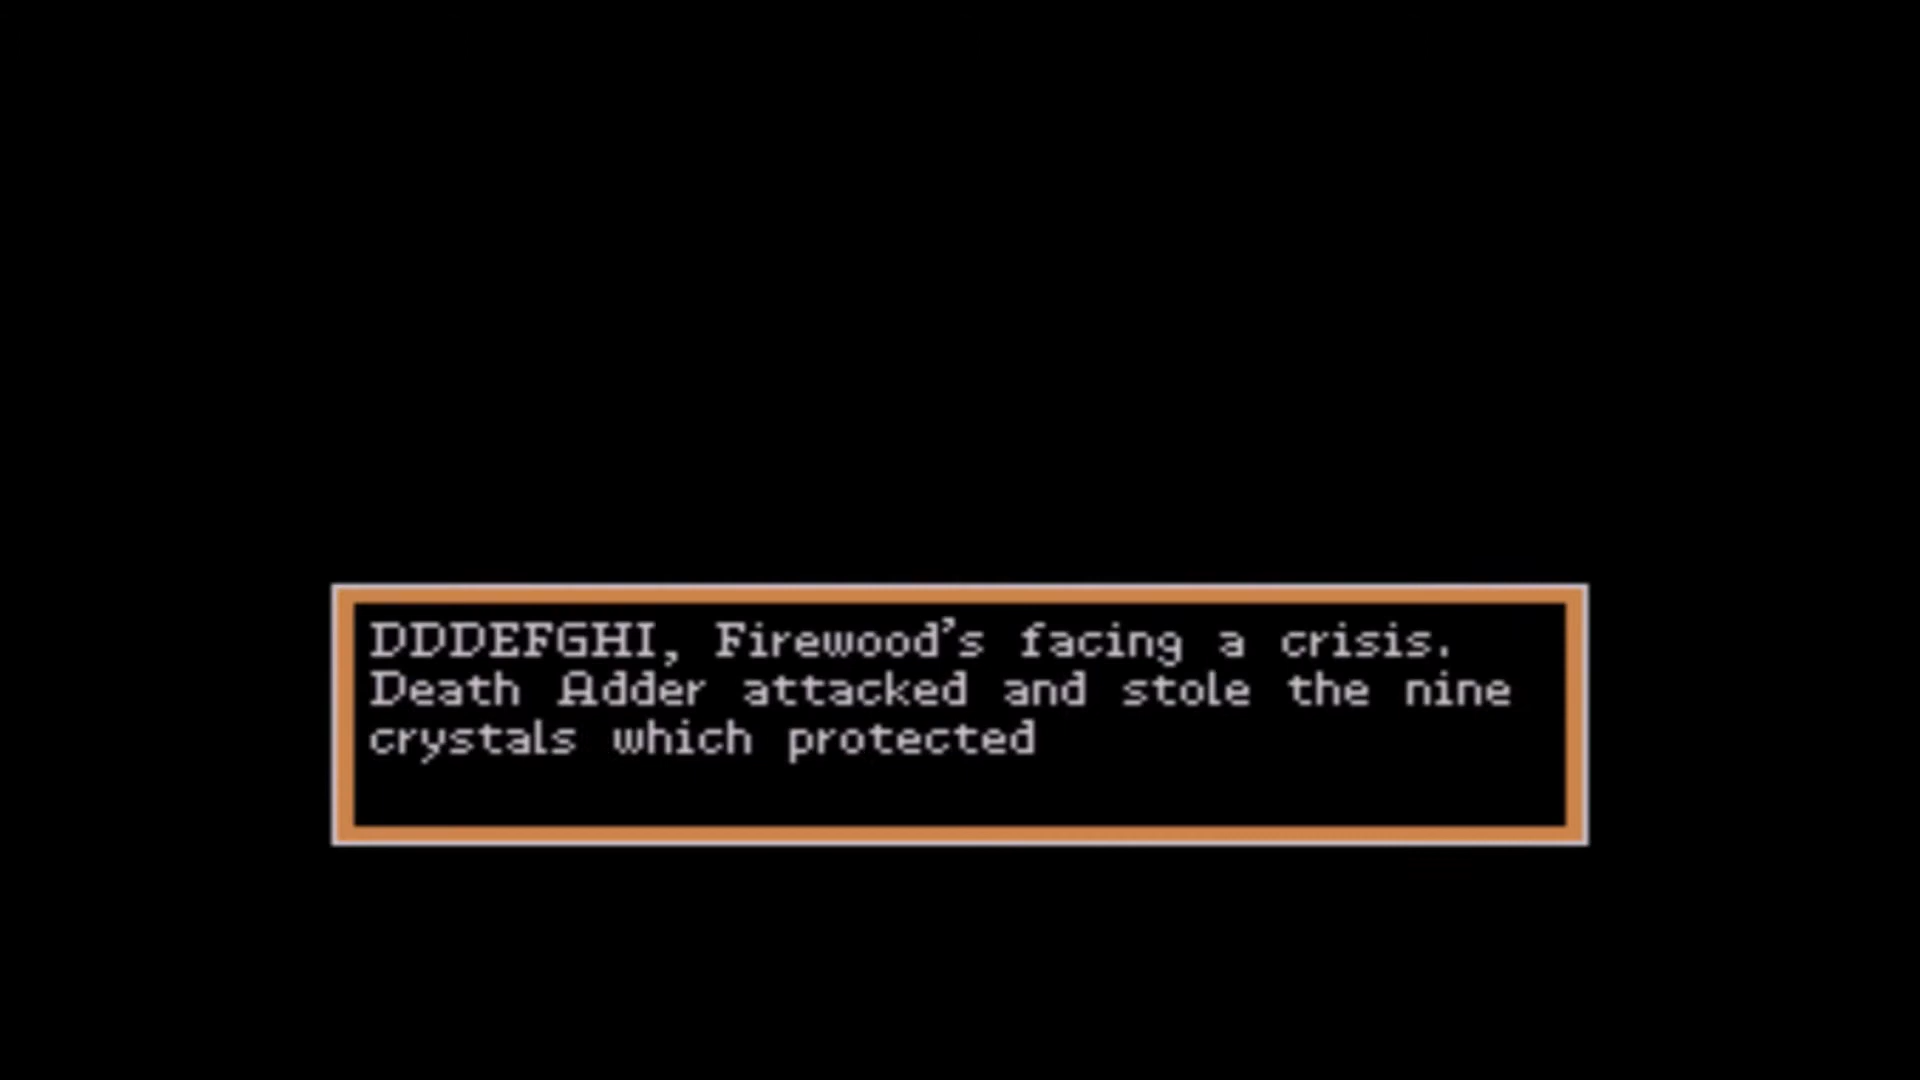 DDDEFGHI, Firewood's facing a crisis.
Death Adder attacked and stole the nine
crystals which protected